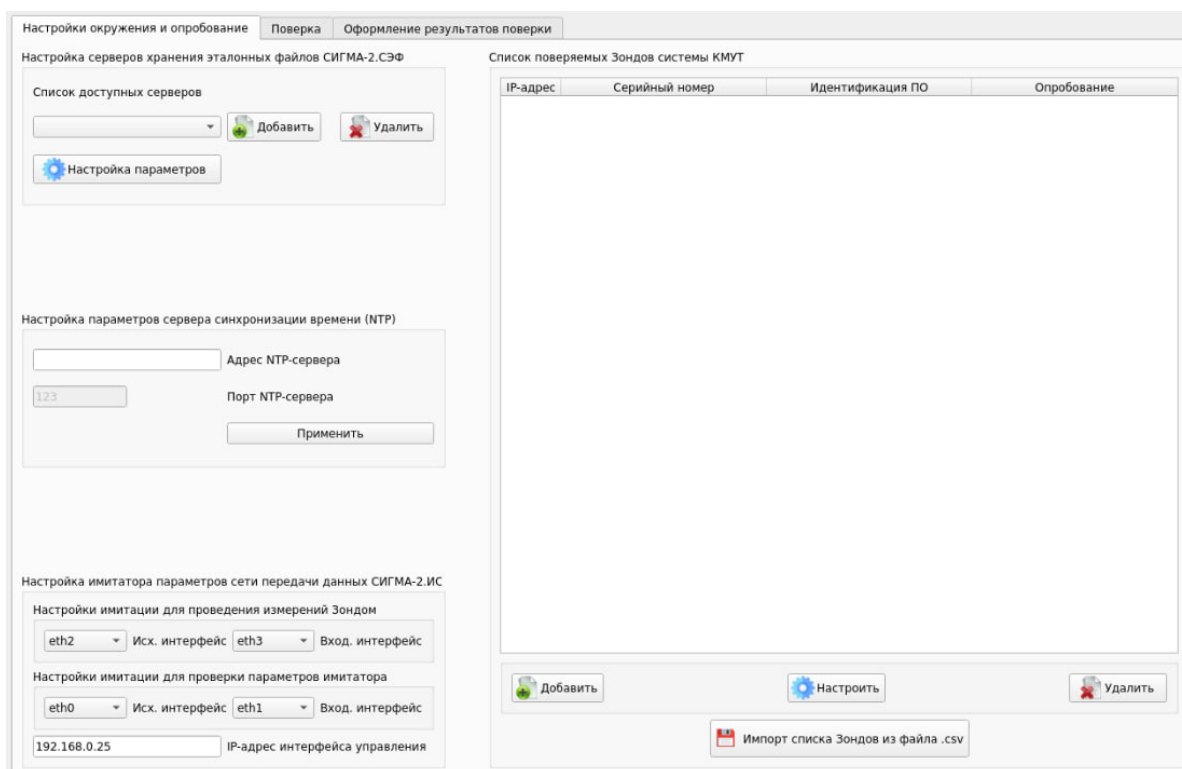 Настройки окружения и опробование
Поверка
Оформление результатов поверки
Настройка серверов хранения эталонных файлов СИГМА-2.СЭФ
Список доступных серверов
Добавить
Удалить
Настройка параметров
Настройка параметров сервера синхронизации времени (NTP)
Адрес NTP-сервера
123
Порт NTP-сервера
Применить
Настройка имитатора параметров сети передачи данных СИГМА-2.ИС
Настройки имитации для проведения измерений Зондом
eth2 Исх. интерфейс eth3 Вход. интерфейс
Настройки имитации для проверки параметров имитатора
eth0 Исх. интерфейс eth1 Вход. интерфейс
192.168.0.25 IP-адрес интерфейса управления
Список поверяемых Зондов системы КМУТ
IP-адрес Серийный номер Идентификация ПО Опробование
Добавить
Настроить
Удалить
Импорт списка Зондов из файла .csv